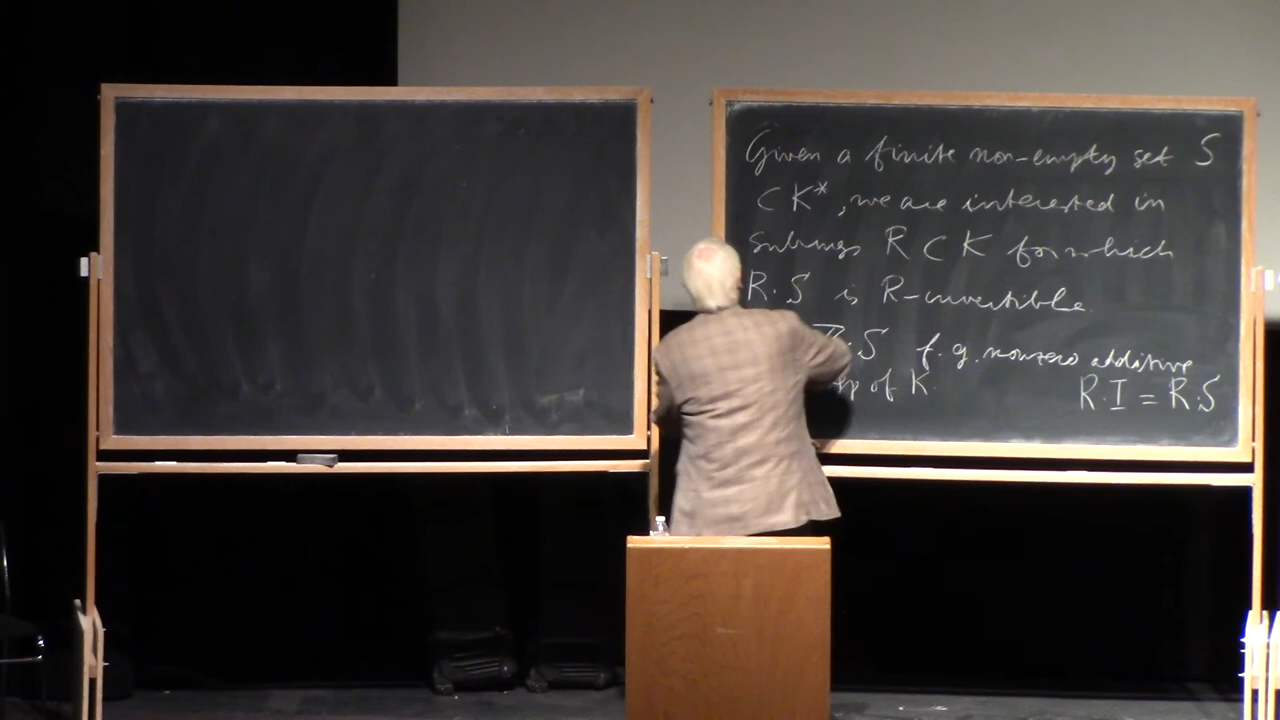 Given a finite non-empty set S
⊂ K*, we are interested in
subrings R ⊂ K for which
R·S is R-invertible.
·S f.g. nonzero additive
of K. R·I = R·S